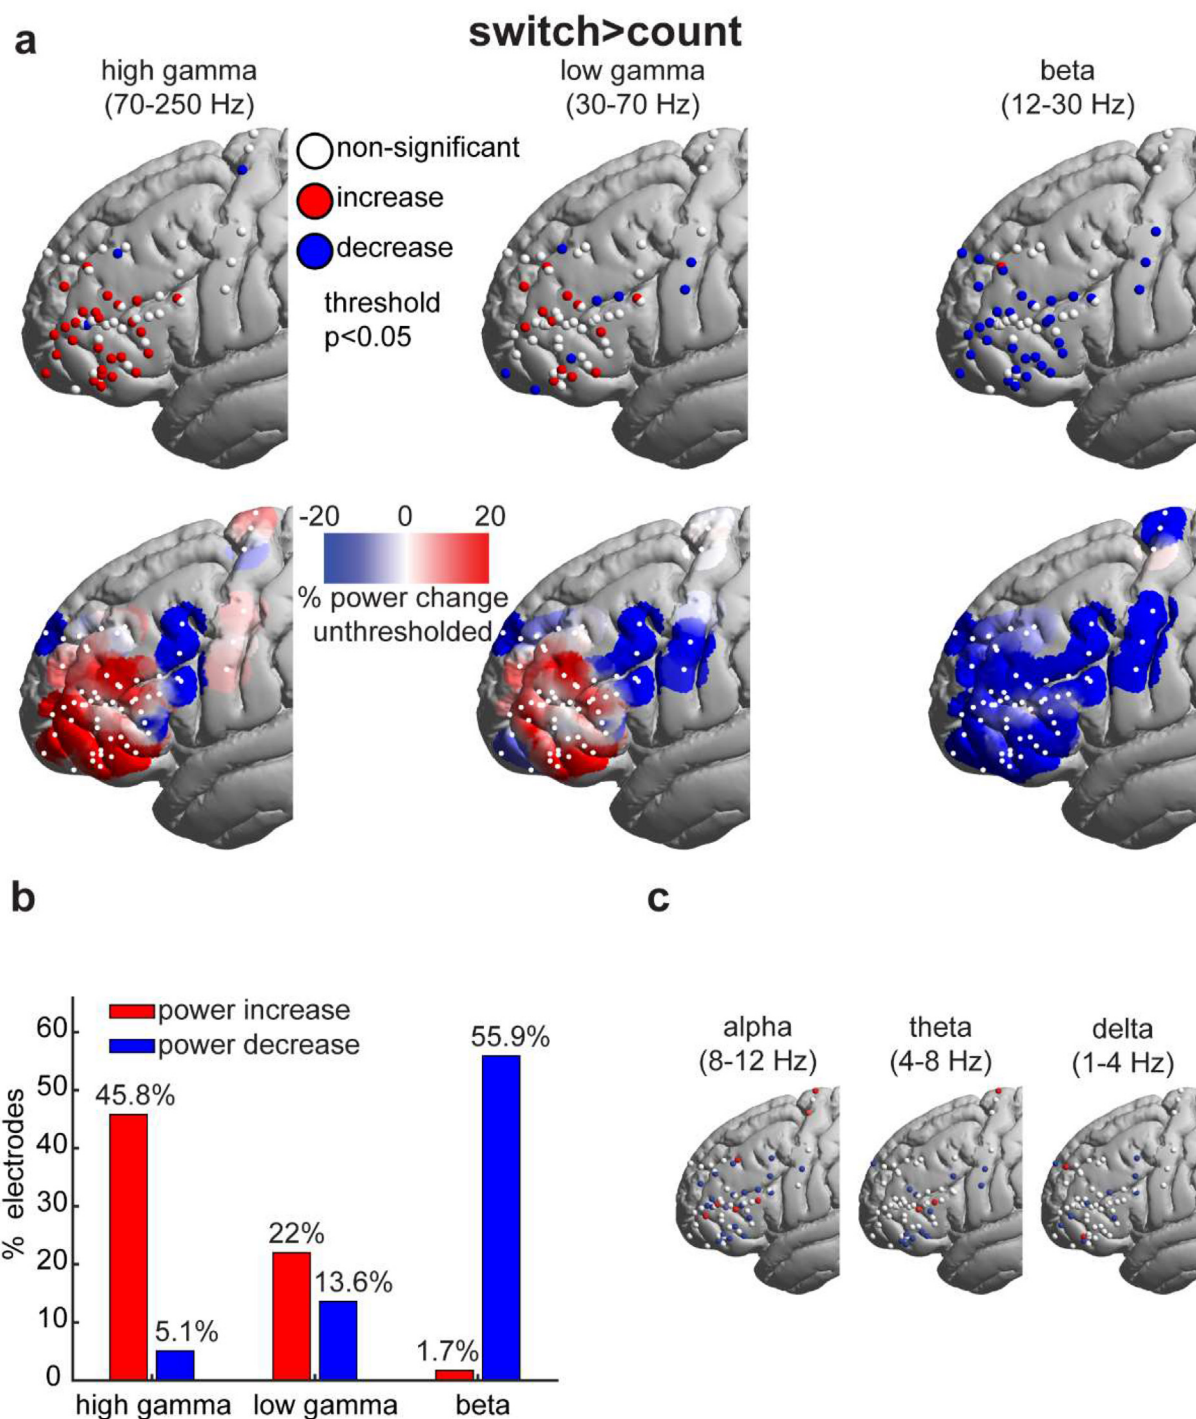 a
switch>count
high gamma
(70-250 Hz)
low gamma
(30-70 Hz)
beta
(12-30 Hz)
non-significant
increase
decrease
threshold
p<0.05
-20 0 20
% power change
unthresholded
b
c
% electrodes
60
50
40
30
20
10
0
power increase
power decrease
45.8%
5.1%
22%
13.6%
1.7%
55.9%
high gamma
low gamma
beta
alpha
(8-12 Hz)
theta
(4-8 Hz)
delta
(1-4 Hz)